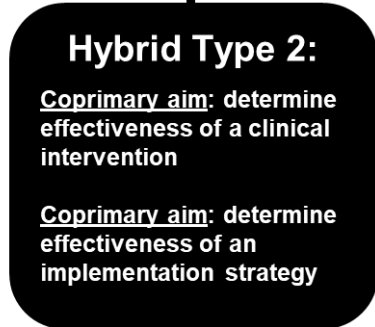 Hybrid Type 2:
Coprimary aim: determine
effectiveness of a clinical
intervention
Coprimary aim: determine
effectiveness of an
implementation strategy